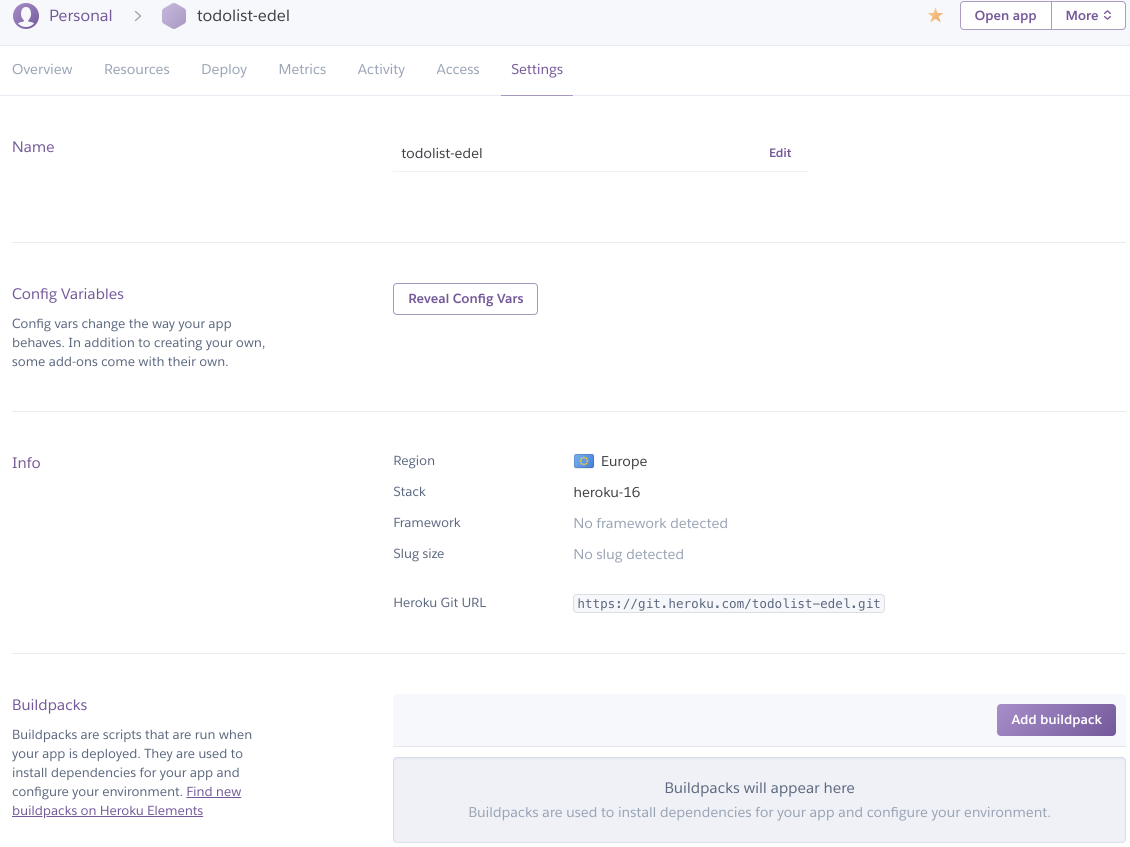 Personal > todolist-edel Open app More
Overview Resources Deploy Metrics Activity Access Settings
Name
todolist-edel Edit
Config Variables
Config vars change the way your app
behaves. In addition to creating your own,
some add-ons come with their own.
Reveal Config Vars
Info
Region Europe
Stack heroku-16
Framework No framework detected
Slug size No slug detected
Heroku Git URL https://git.heroku.com/todolist-edel.git
Buildpacks
Buildpacks are scripts that are run when
your app is deployed. They are used to
install dependencies for your app and
configure your environment. Find new
buildpacks on Heroku Elements
Add buildpack
Buildpacks will appear here
Buildpacks are used to install dependencies for your app and configure your environment.